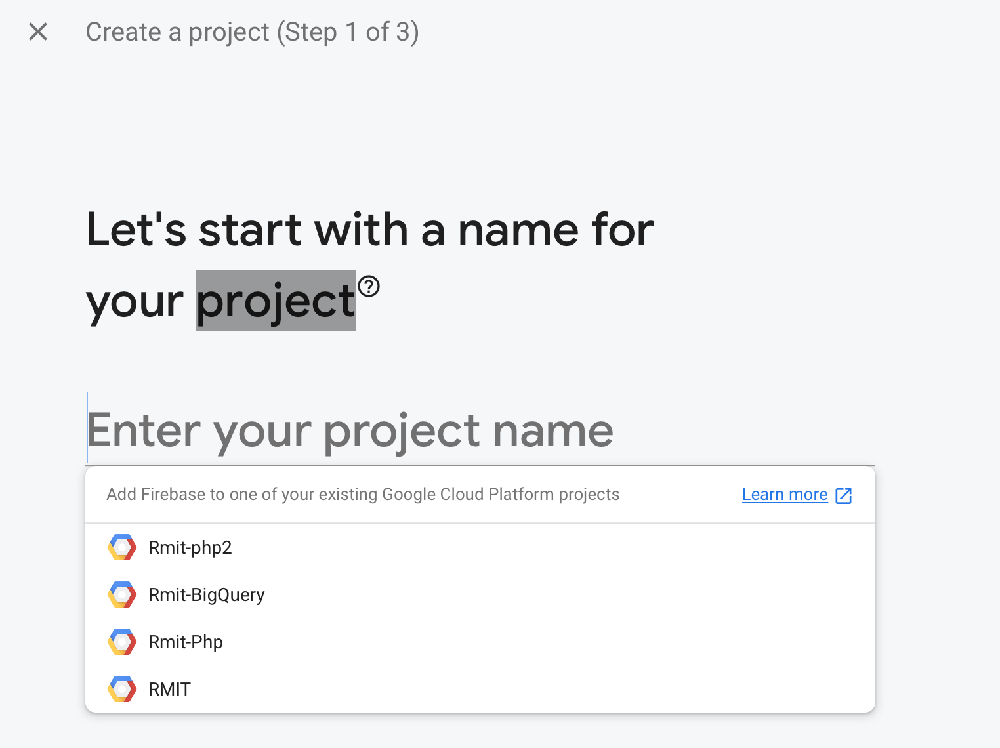 Create a project (Step 1 of 3)
Let's start with a name for
your project
Enter your project name
Add Firebase to one of your existing Google Cloud Platform projects Learn more
Rmit-php2
Rmit-BigQuery
Rmit-Php
RMIT